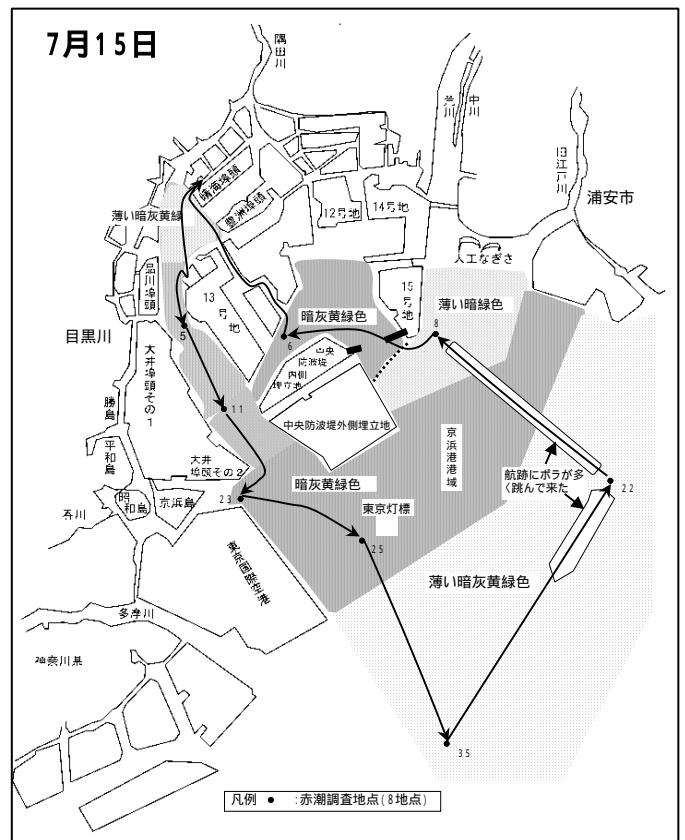 7月15日
隅田川
荒川
中川
旧江戸川
浦安市
晴海埠頭
豊洲埠頭
12号地
14号地
薄い暗灰黄緑
人工なぎさ
品川埠頭
13号地
15号地
薄い暗緑色
暗灰黄緑色
目黒川
5
6
8
中央
防波堤
内側
埋立地
大井埠頭その1
11
中央防波堤外側埋立地
京浜港港域
勝島
平和島
大井
埠頭その2
航跡にボラが多
く跳んで来た
22
暗灰黄緑色
昭和島
京浜島
23
東京灯標
呑川
25
東京国際空港
薄い暗灰黄緑色
多摩川
神奈川県
35
凡例 ● :赤潮調査地点(8地点)